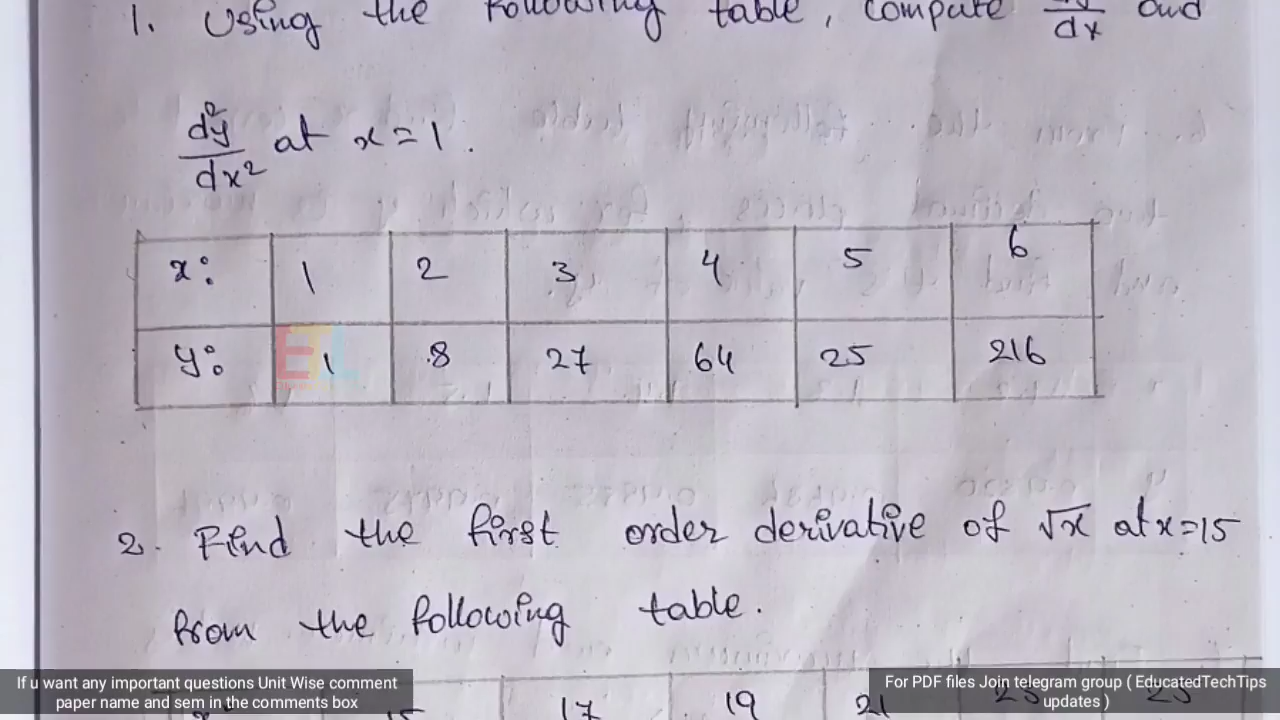 1. Using the following table, compute dy/dx and
d²y/dx² at x=1.
x: 1 2 3 4 5 6
y: 1 8 27 64 25 216
ETL
2. Find the first order derivative of √x at x=15
from the following table.
17 19 21
If u want any important questions Unit Wise comment
paper name and sem in the comments box
For PDF files Join telegram group ( EducatedTechTips
updates )